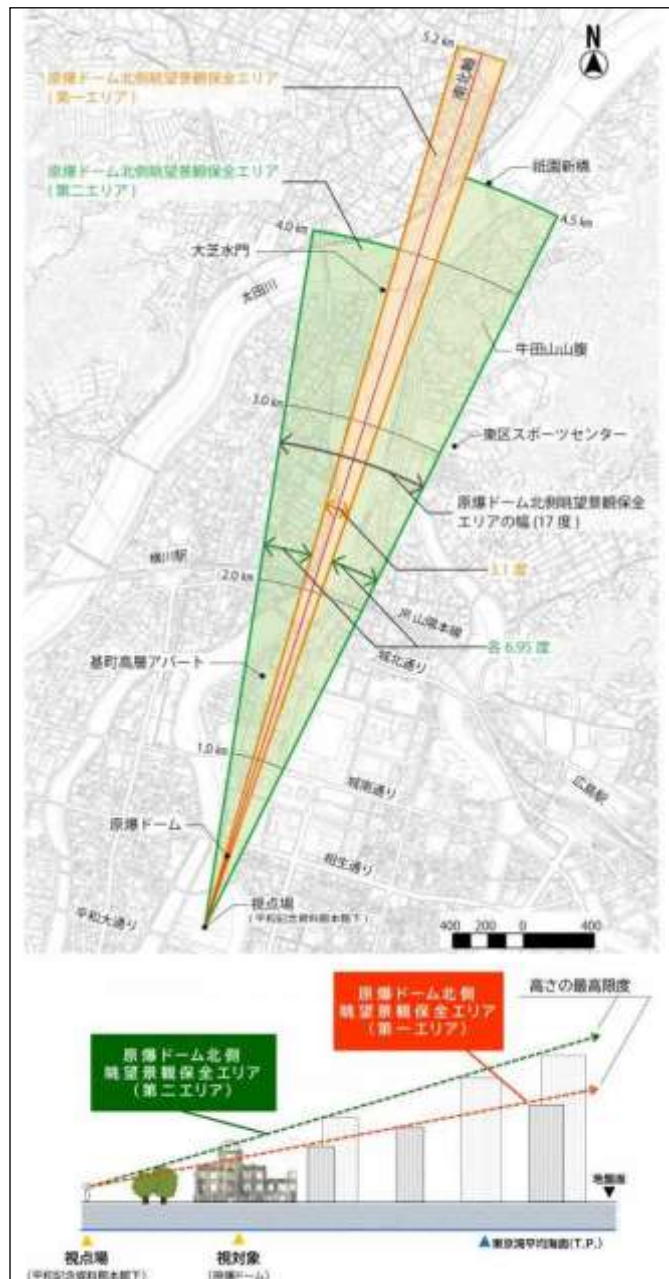 5.2 km
N
原爆ドーム北側眺望景観保全エリア
(第一エリア)
南北軸
原爆ドーム北側眺望景観保全エリア
(第二エリア)
祇園新橋
4.0 km
4.5 km
大芝水門
太田川
牛田山山腹
3.0 km
東区スポーツセンター
原爆ドーム北側眺望景観保全
エリアの幅(17度)
横川駅
3.1 度
2.0 km
JR山陽本線
各6.95 度
基町高層アパート
城北通り
1.0 km
城南通り
広島駅
原爆ドーム
相生通り
視点場
(平和記念資料館本館下)
平和大通り
400 200 0 400
原爆ドーム北側
眺望景観保全エリア
(第一エリア)
高さの最高限度
原爆ドーム北側
眺望景観保全エリア
(第二エリア)
地盤面
視点場
(平和記念資料館本館下)
視対象
(原爆ドーム)
東京湾平均海面(T.P.)